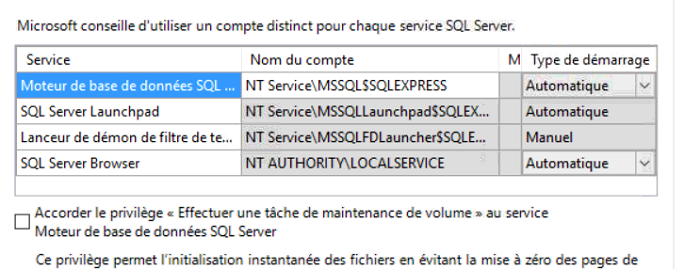 Microsoft conseille d'utiliser un compte distinct pour chaque service SQL Server.
Service Nom du compte M Type de démarrage
Moteur de base de données SQL ... NT Service\MSSQL$SQLEXPRESS Automatique
SQL Server Launchpad NT Service\MSSQLLaunchpad$SQLEX... Automatique
Lanceur de démon de filtre de te... NT Service\MSSQLFDLauncher$SQLE... Manuel
SQL Server Browser NT AUTHORITY\LOCALSERVICE Automatique
Accorder le privilège « Effectuer une tâche de maintenance de volume » au service
Moteur de base de données SQL Server
Ce privilège permet l'initialisation instantanée des fichiers en évitant la mise à zéro des pages de